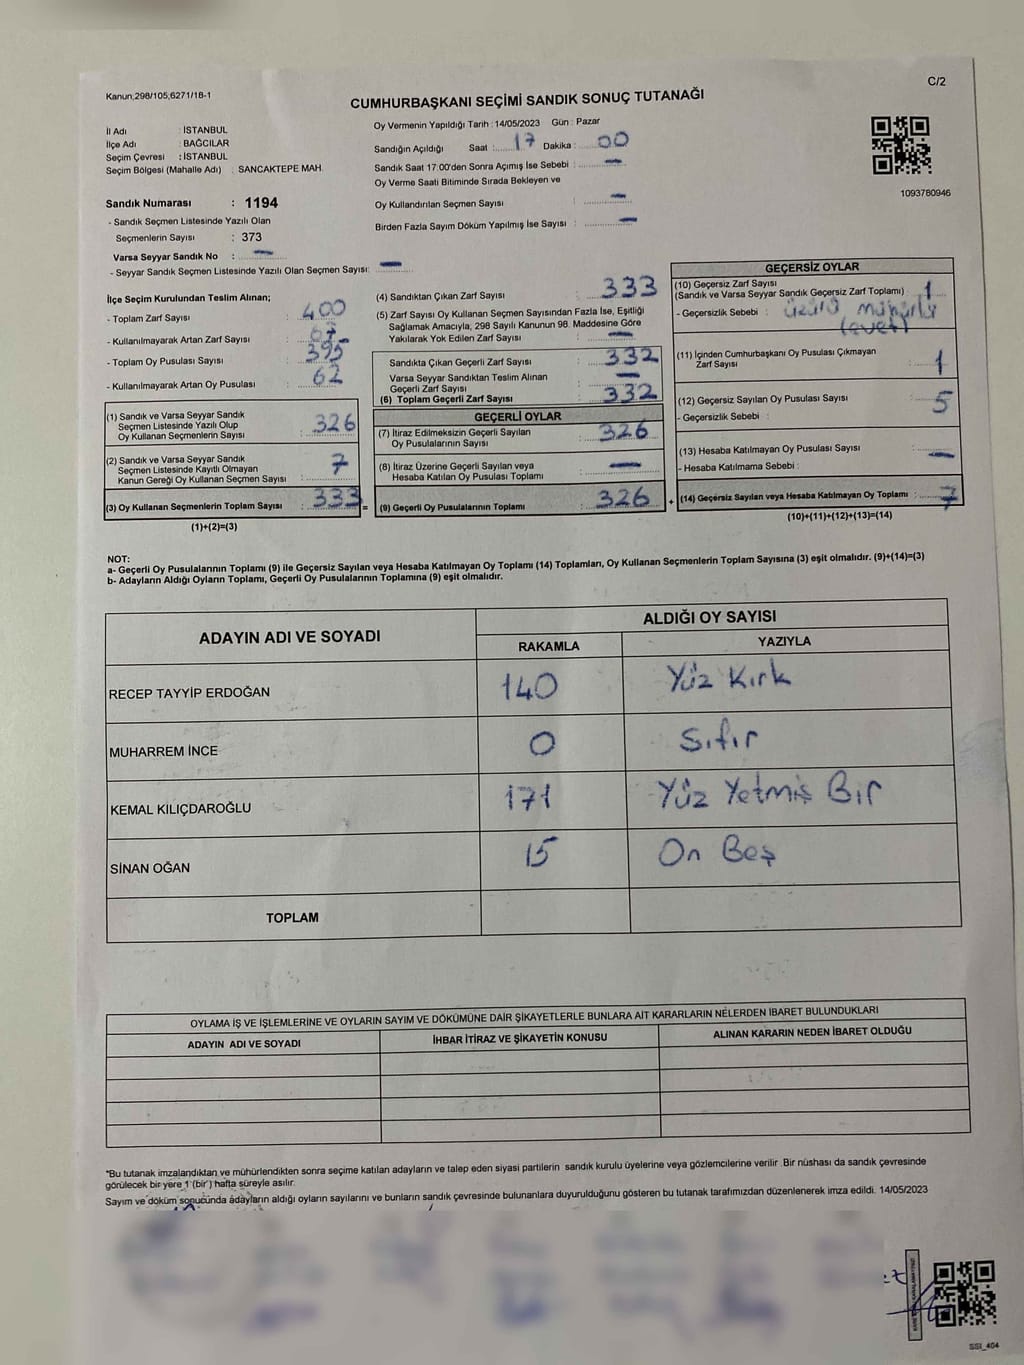 Kanun;298/105,6271/18-1
C/2
CUMHURBAŞKANI SEÇİMİ SANDIK SONUÇ TUTANAĞI
İl Adı : İSTANBUL
İlçe Adı : BAĞCILAR
Seçim Çevresi : İSTANBUL
Seçim Bölgesi (Mahalle Adı) : SANCAKTEPE MAH.
Sandık Numarası : 1194
- Sandık Seçmen Listesinde Yazılı Olan
Seçmenlerin Sayısı : 373
Varsa Seyyar Sandık No : —
- Seyyar Sandık Seçmen Listesinde Yazılı Olan Seçmen Sayısı: —
Oy Vermenin Yapıldığı Tarih : 14/05/2023 Gün : Pazar
Sandığın Açıldığı Saat : 17 Dakika : 00
Sandık Saat 17:00'den Sonra Açımış İse Sebebi : —
Oy Verme Saati Bitiminde Sırada Bekleyen ve
Oy Kullandırılan Seçmen Sayısı : —
Birden Fazla Sayım Döküm Yapılmış İse Sayısı : —
1093780946
İlçe Seçim Kurulundan Teslim Alınan;
- Toplam Zarf Sayısı : 400
- Kullanılmayarak Artan Zarf Sayısı : 67
- Toplam Oy Pusulası Sayısı : 395
- Kullanılmayarak Artan Oy Pusulası : 62
(1) Sandık ve Varsa Seyyar Sandık
Seçmen Listesinde Yazılı Olup
Oy Kullanan Seçmenlerin Sayısı : 326
(2) Sandık ve Varsa Seyyar Sandık
Seçmen Listesinde Kayıtlı Olmayan
Kanun Gereği Oy Kullanan Seçmen Sayısı : 7
(3) Oy Kullanan Seçmenlerin Toplam Sayısı : 333 =
(1)+(2)=(3)
(4) Sandıktan Çıkan Zarf Sayısı : 333
(5) Zarf Sayısı Oy Kullanan Seçmen Sayısından Fazla İse, Eşitliği
Sağlamak Amacıyla, 298 Sayılı Kanunun 98. Maddesine Göre
Yakılarak Yok Edilen Zarf Sayısı : —
Sandıkta Çıkan Geçerli Zarf Sayısı : 332
Varsa Seyyar Sandıktan Teslim Alınan
Geçerli Zarf Sayısı : —
(6) Toplam Geçerli Zarf Sayısı : 332
GEÇERLİ OYLAR
(7) İtiraz Edilmeksizin Geçerli Sayılan
Oy Pusulalarının Sayısı : 326
(8) İtiraz Üzerine Geçerli Sayılan veya
Hesaba Katılan Oy Pusulası Toplamı : —
(9) Geçerli Oy Pusulalarının Toplamı : 326 +
GEÇERSİZ OYLAR
(10) Geçersiz Zarf Sayısı
(Sandık ve Varsa Seyyar Sandık Geçersiz Zarf Toplamı) : 1
- Geçersizlik Sebebi : üzeri mühürlü
(evet)
(11) İçinden Cumhurbaşkanı Oy Pusulası Çıkmayan
Zarf Sayısı : 1
(12) Geçersiz Sayılan Oy Pusulası Sayısı : 5
- Geçersizlik Sebebi :
(13) Hesaba Katılmayan Oy Pusulası Sayısı : —
- Hesaba Katılmama Sebebi :
(14) Geçersiz Sayılan veya Hesaba Katılmayan Oy Toplamı : 7
(10)+(11)+(12)+(13)=(14)
NOT:
a- Geçerli Oy Pusulalarının Toplamı (9) ile Geçersiz Sayılan veya Hesaba Katılmayan Oy Toplamı (14) Toplamları, Oy Kullanan Seçmenlerin Toplam Sayısına (3) eşit olmalıdır. (9)+(14)=(3)
b- Adayların Aldığı Oyların Toplamı, Geçerli Oy Pusulalarının Toplamına (9) eşit olmalıdır.
ADAYIN ADI VE SOYADI
ALDIĞI OY SAYISI
RAKAMLA YAZIYLA
RECEP TAYYİP ERDOĞAN 140 Yüz Kırk
MUHARREM İNCE 0 Sıfır
KEMAL KILIÇDAROĞLU 171 Yüz Yetmiş Bir
SİNAN OĞAN 15 On Beş
TOPLAM
OYLAMA İŞ VE İŞLEMLERİNE VE OYLARIN SAYIM VE DÖKÜMÜNE DAİR ŞİKAYETLERLE BUNLARA AİT KARARLARIN NELERDEN İBARET BULUNDUKLARI
ADAYIN ADI VE SOYADI İHBAR İTİRAZ VE ŞİKAYETİN KONUSU ALINAN KARARIN NEDEN İBARET OLDUĞU
*Bu tutanak imzalandıktan ve mühürlendikten sonra seçime katılan adayların ve talep eden siyasi partilerin sandık kurulu üyelerine veya gözlemcilerine verilir. Bir nüshası da sandık çevresinde
görülecek bir yere 1 (bir) hafta süreyle asılır.
Sayım ve döküm sonucunda adayların aldığı oyların sayılarını ve bunların sandık çevresinde bulunanlara duyurulduğunu gösteren bu tutanak tarafımızdan düzenlenerek imza edildi. 14/05/2023
SSI_404